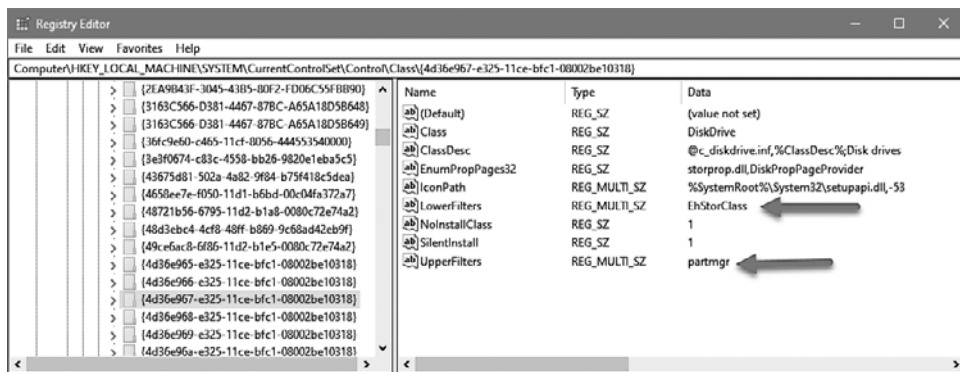 Registry Editor
File Edit View Favorites Help
Computer\HKEY_LOCAL_MACHINE\SYSTEM\CurrentControlSet\Control\Class\{4d36e967-e325-11ce-bfc1-08002be10318}
{2EA9B43F-3045-43B5-80F2-FD06C55FBB90}
{3163C566-D381-4467-87BC-A65A18D5B648}
{3163C566-D381-4467-87BC-A65A18D5B649}
{36fc9e60-c465-11cf-8056-444553540000}
{3e3f0674-c83c-4558-bb26-9820e1eba5c5}
{43675d81-502a-4a82-9f84-b75f418c5dea}
{4658ee7e-f050-11d1-b6bd-00c04fa372a7}
{48721b56-6795-11d2-b1a8-0080c72e74a2}
{48d3ebc4-4cf8-48ff-b869-9c68ad42eb9f}
{49ce6ac8-6f86-11d2-b1e5-0080c72e74a2}
{4d36e965-e325-11ce-bfc1-08002be10318}
{4d36e966-e325-11ce-bfc1-08002be10318}
{4d36e967-e325-11ce-bfc1-08002be10318}
{4d36e968-e325-11ce-bfc1-08002be10318}
{4d36e969-e325-11ce-bfc1-08002be10318}
{4d36e96a-e325-11ce-bfc1-08002be10318}
Name Type Data
(Default) REG_SZ (value not set)
Class REG_SZ DiskDrive
ClassDesc REG_SZ @c_diskdrive.inf,%ClassDesc%;Disk drives
EnumPropPages32 REG_SZ storprop.dll,DiskPropPageProvider
IconPath REG_MULTI_SZ %SystemRoot%\System32\setupapi.dll,-53
LowerFilters REG_MULTI_SZ EhStorClass
NoInstallClass REG_SZ 1
SilentInstall REG_SZ 1
UpperFilters REG_MULTI_SZ partmgr